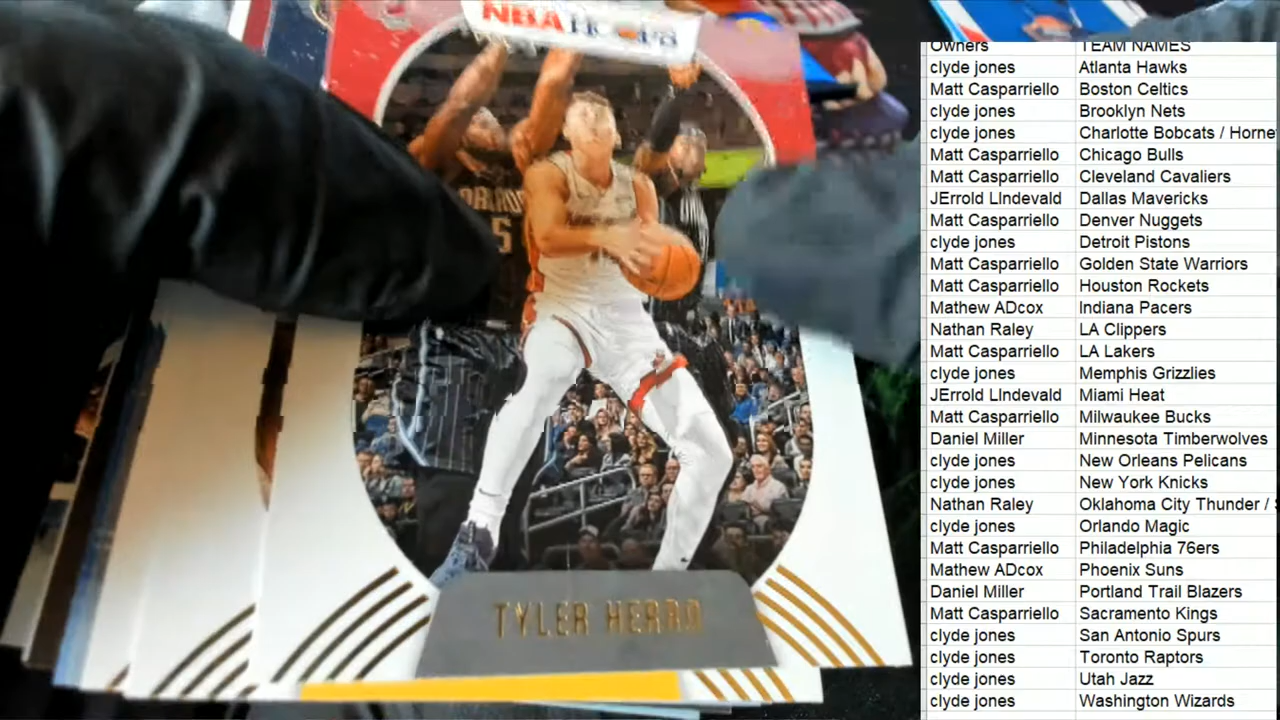 NBA HOOPS
5
TYLER HERRO
Owners TEAM NAMES
clyde jones Atlanta Hawks
Matt Casparriello Boston Celtics
clyde jones Brooklyn Nets
clyde jones Charlotte Bobcats / Horne
Matt Casparriello Chicago Bulls
Matt Casparriello Cleveland Cavaliers
JErrold LIndevald Dallas Mavericks
Matt Casparriello Denver Nuggets
clyde jones Detroit Pistons
Matt Casparriello Golden State Warriors
Matt Casparriello Houston Rockets
Mathew ADcox Indiana Pacers
Nathan Raley LA Clippers
Matt Casparriello LA Lakers
clyde jones Memphis Grizzlies
JErrold LIndevald Miami Heat
Matt Casparriello Milwaukee Bucks
Daniel Miller Minnesota Timberwolves
clyde jones New Orleans Pelicans
clyde jones New York Knicks
Nathan Raley Oklahoma City Thunder /
clyde jones Orlando Magic
Matt Casparriello Philadelphia 76ers
Mathew ADcox Phoenix Suns
Daniel Miller Portland Trail Blazers
Matt Casparriello Sacramento Kings
clyde jones San Antonio Spurs
clyde jones Toronto Raptors
clyde jones Utah Jazz
clyde jones Washington Wizards